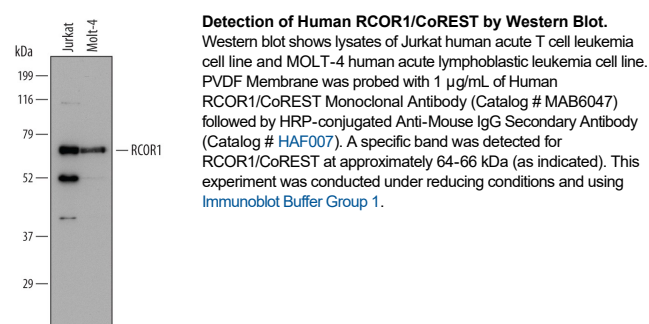 kDa
Jurkat
Molt-4
199
116
79
52
37
29
RCOR1
Detection of Human RCOR1/CoREST by Western Blot.
Western blot shows lysates of Jurkat human acute T cell leukemia
cell line and MOLT-4 human acute lymphoblastic leukemia cell line.
PVDF Membrane was probed with 1 µg/mL of Human
RCOR1/CoREST Monoclonal Antibody (Catalog # MAB6047)
followed by HRP-conjugated Anti-Mouse IgG Secondary Antibody
(Catalog # HAF007). A specific band was detected for
RCOR1/CoREST at approximately 64-66 kDa (as indicated). This
experiment was conducted under reducing conditions and using
Immunoblot Buffer Group 1.